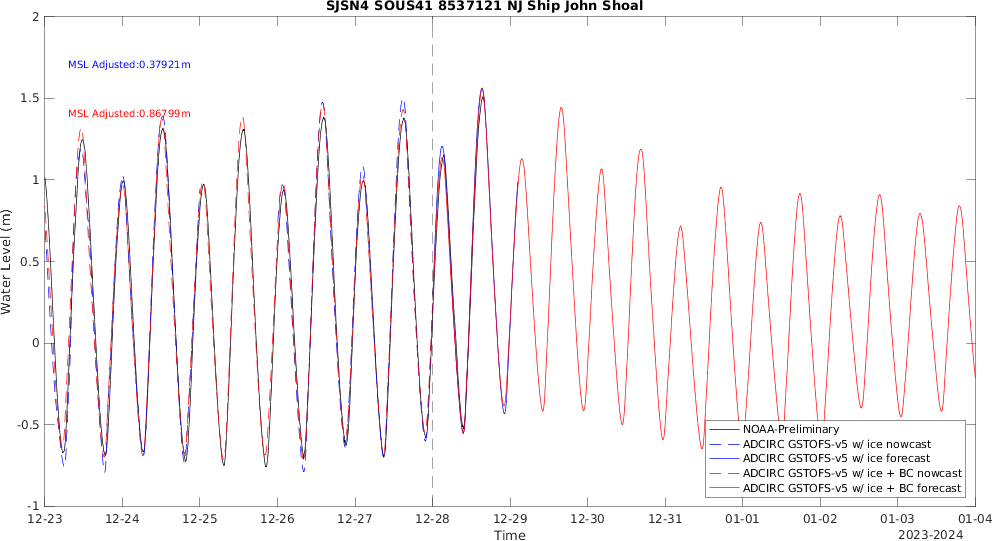 SJSN4 SOUS41 8537121 NJ Ship John Shoal
2
1.5
1
0.5
0
-0.5
-1
Water Level (m)
MSL Adjusted:0.37921m
MSL Adjusted:0.86799m
NOAA-Preliminary
ADCIRC GSTOFS-v5 w/ ice nowcast
ADCIRC GSTOFS-v5 w/ ice forecast
ADCIRC GSTOFS-v5 w/ ice + BC nowcast
ADCIRC GSTOFS-v5 w/ ice + BC forecast
12-23 12-24 12-25 12-26 12-27 12-28 12-29 12-30 12-31 01-01 01-02 01-03 01-04
Time
2023-2024